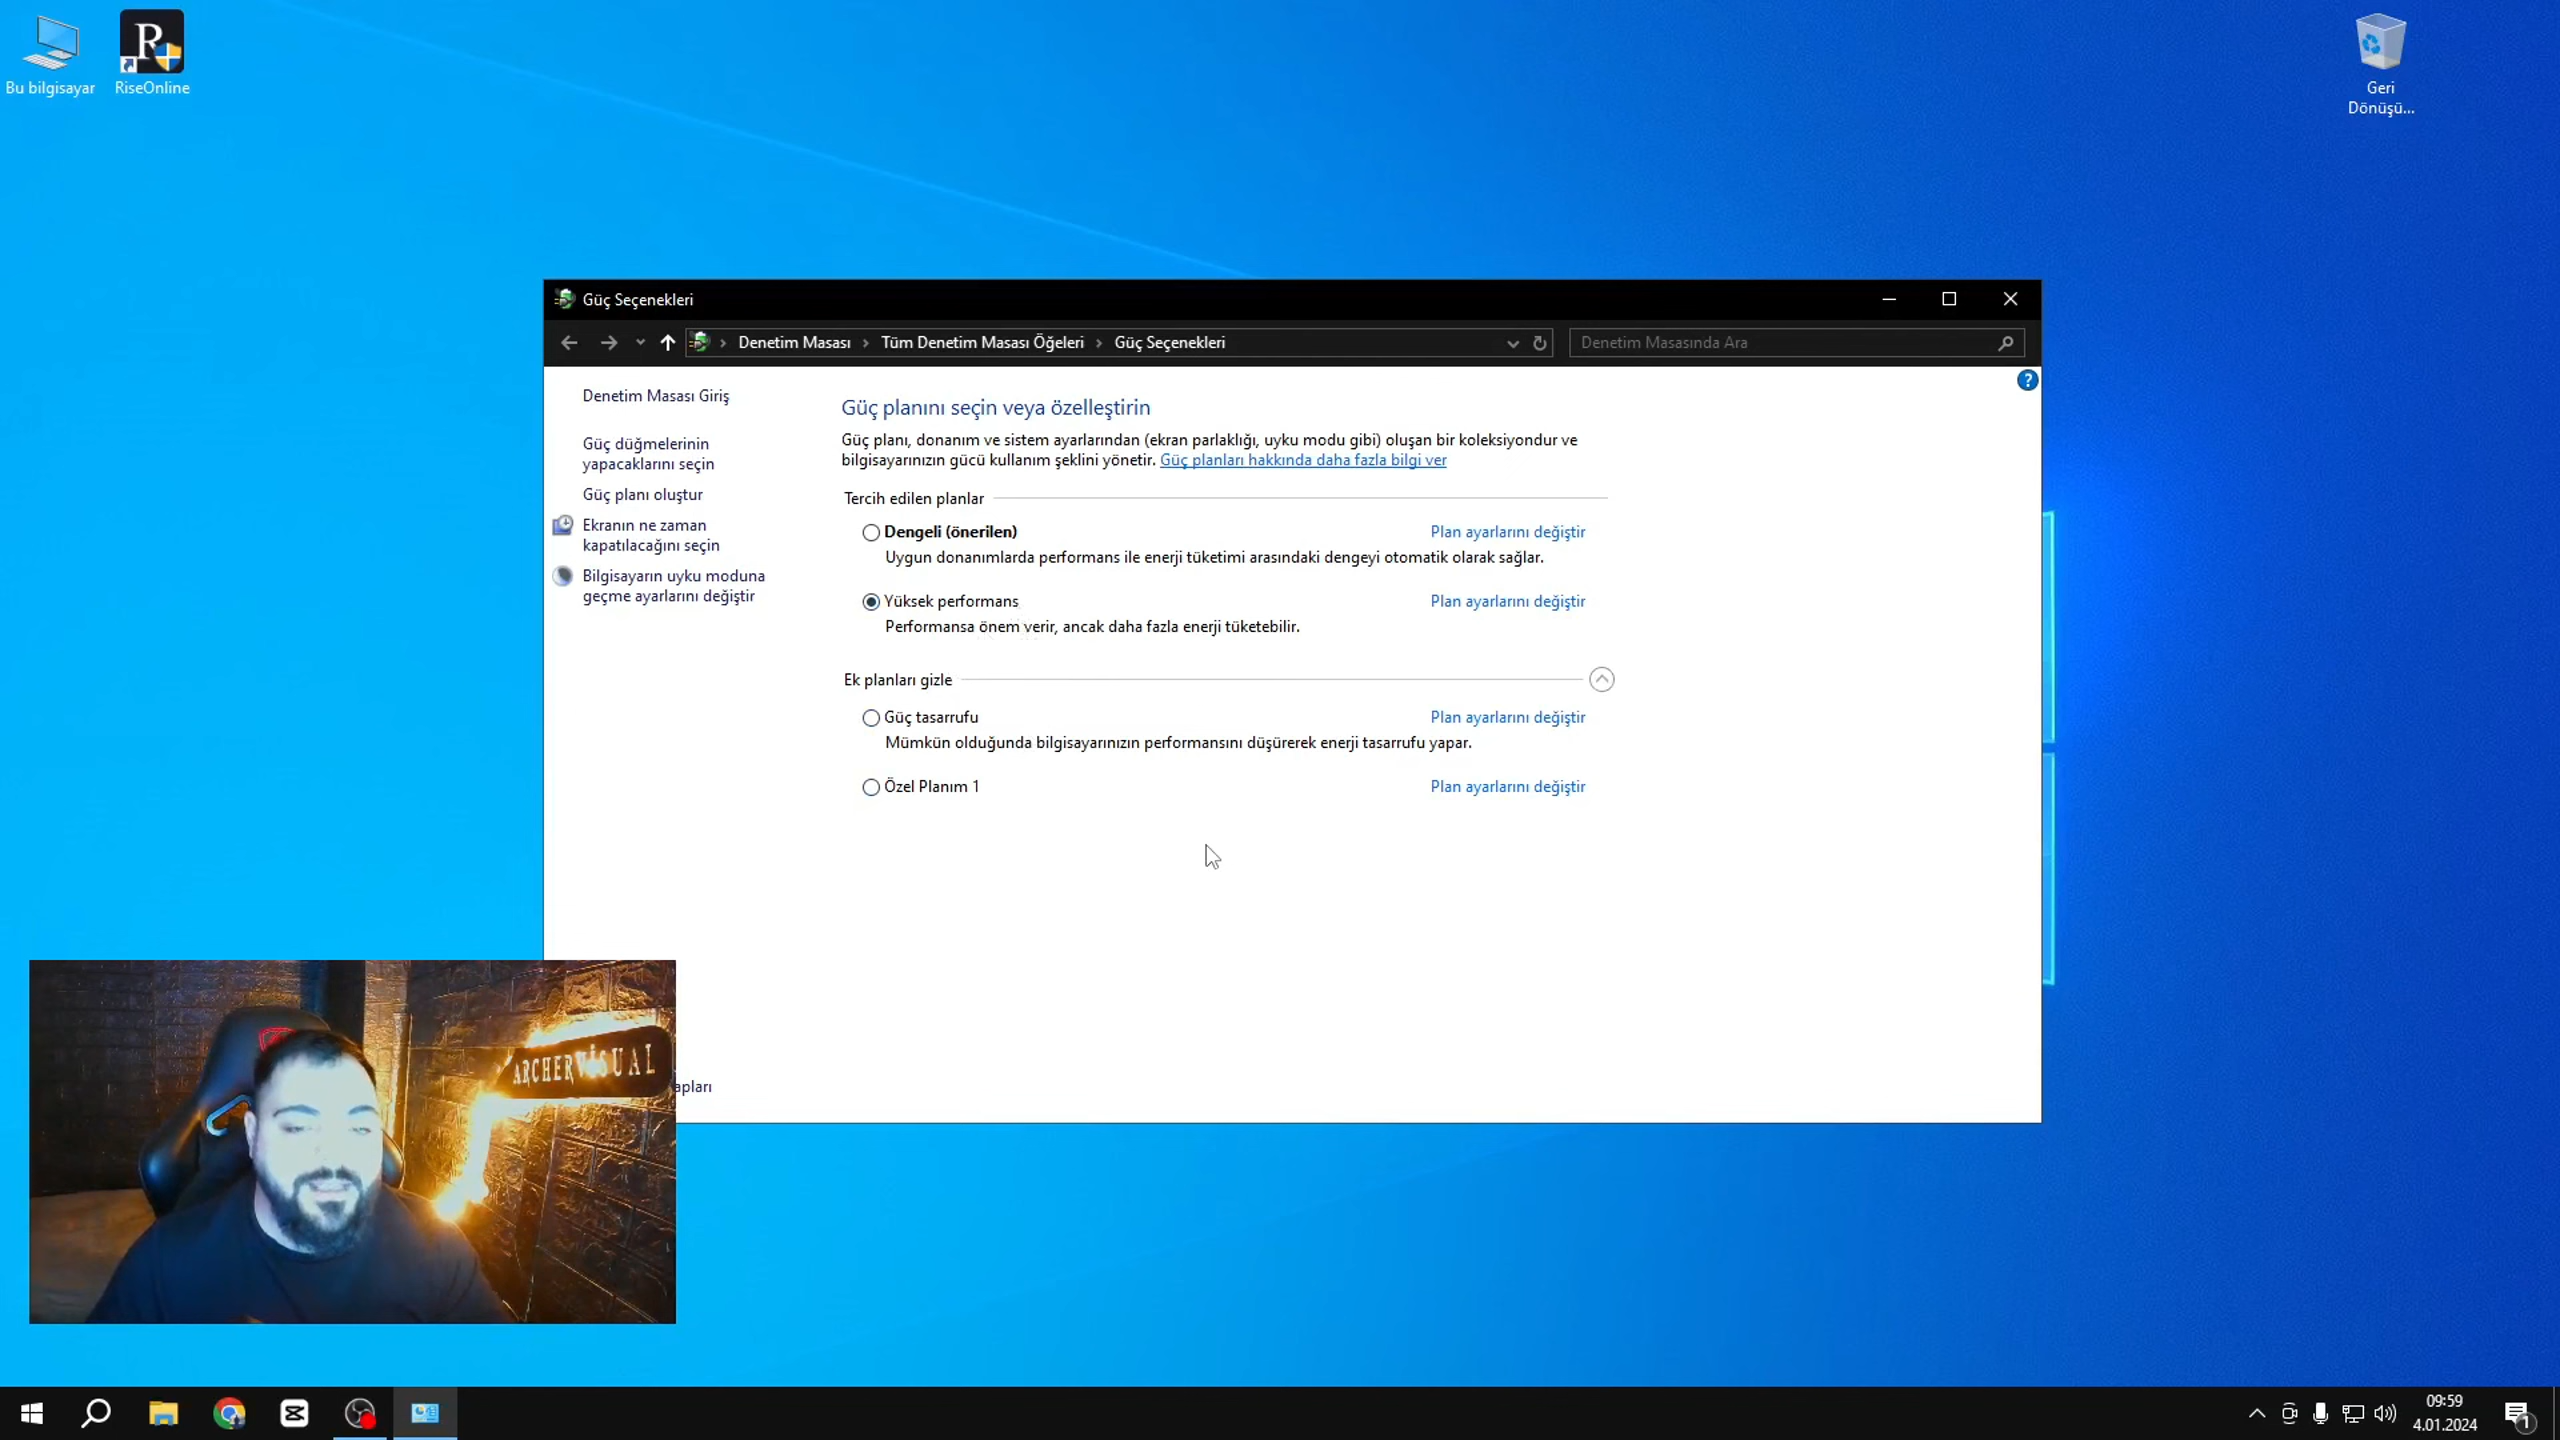 Bu bilgisayar
RiseOnline
Geri
Dönüşü...
Güç Seçenekleri
Denetim Masası
Tüm Denetim Masası Öğeleri
Güç Seçenekleri
Denetim Masasında Ara
Denetim Masası Giriş
Güç düğmelerinin
yapacaklarını seçin
Güç planı oluştur
Ekranın ne zaman
kapatılacağını seçin
Bilgisayarın uyku moduna
geçme ayarlarını değiştir
Güç planını seçin veya özelleştirin
Güç planı, donanım ve sistem ayarlarından (ekran parlaklığı, uyku modu gibi) oluşan bir koleksiyondur ve
bilgisayarınızın gücü kullanım şeklini yönetir. Güç planları hakkında daha fazla bilgi ver
Tercih edilen planlar
Dengeli (önerilen) Plan ayarlarını değiştir
Uygun donanımlarda performans ile enerji tüketimi arasındaki dengeyi otomatik olarak sağlar.
Yüksek performans Plan ayarlarını değiştir
Performansa önem verir, ancak daha fazla enerji tüketebilir.
Ek planları gizle
Güç tasarrufu Plan ayarlarını değiştir
Mümkün olduğunda bilgisayarınızın performansını düşürerek enerji tasarrufu yapar.
Özel Planım 1 Plan ayarlarını değiştir
ARCHERVİSUAL
apları
09:59
4.01.2024
1